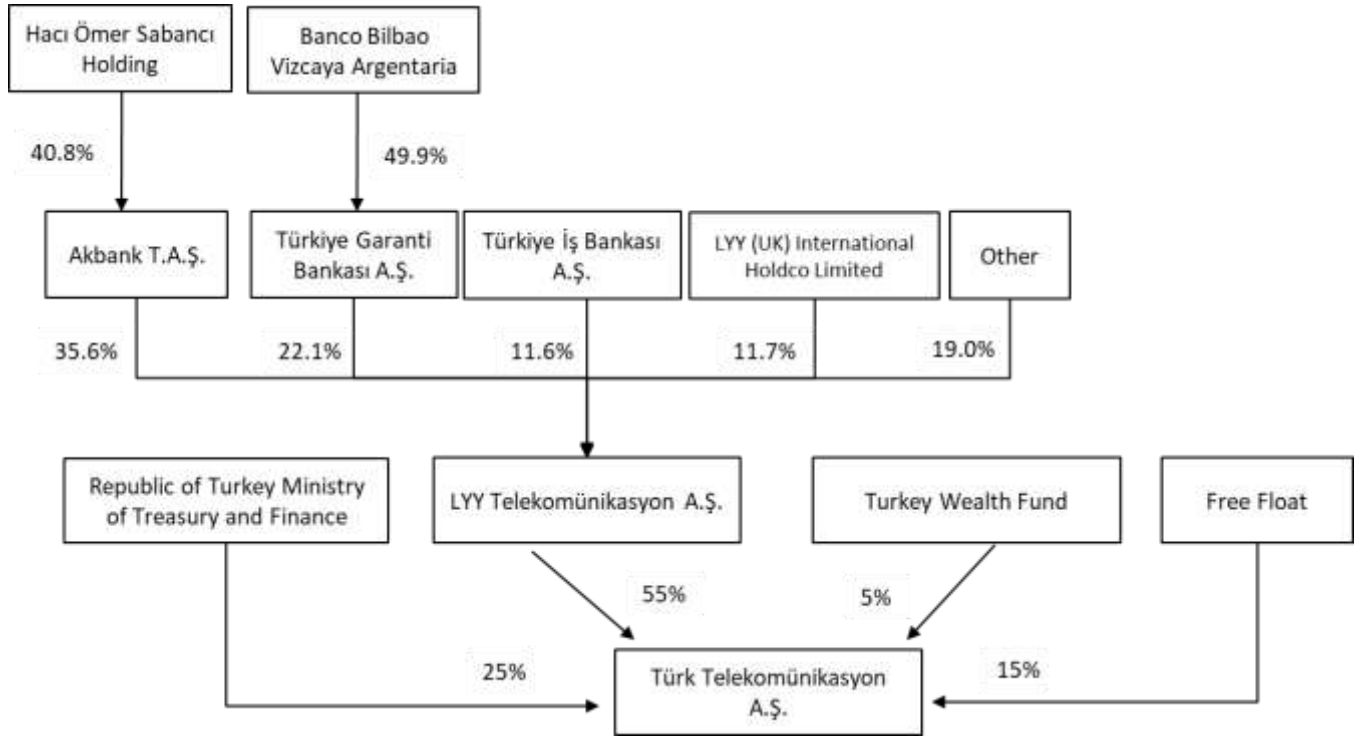 Hacı Ömer Sabancı
Holding
Banco Bilbao
Vizcaya Argentaria
40.8%
49.9%
Akbank T.A.Ş.
Türkiye Garanti
Bankası A.Ş.
Türkiye İş Bankası
A.Ş.
LYY (UK) International
Holdco Limited
Other
35.6%
22.1%
11.6%
11.7%
19.0%
Republic of Turkey Ministry
of Treasury and Finance
LYY Telekomünikasyon A.Ş.
Turkey Wealth Fund
Free Float
55%
5%
25%
15%
Türk Telekomünikasyon
A.Ş.